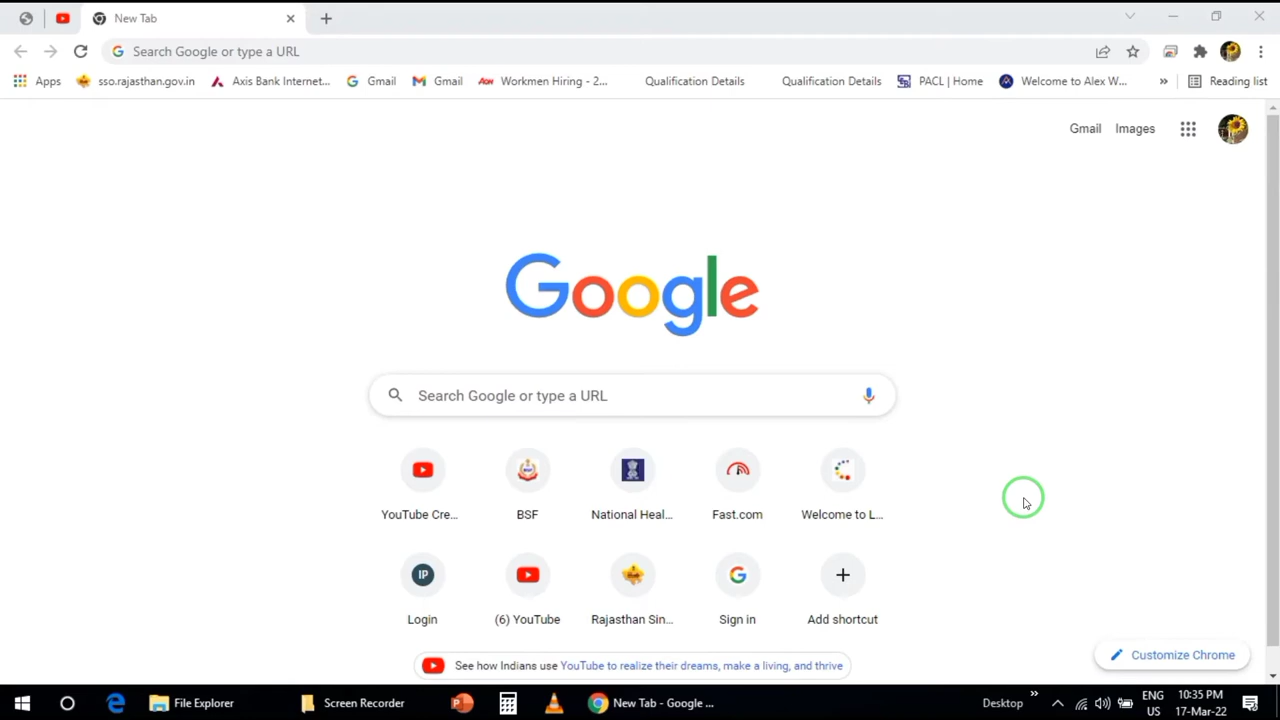 New Tab
Search Google or type a URL
Apps sso.rajasthan.gov.in Axis Bank Internet... Gmail Gmail Workmen Hiring - 2... Qualification Details Qualification Details PACL | Home Welcome to Alex W... » Reading list
Gmail Images
Google
Search Google or type a URL
YouTube Cre... BSF National Heal... Fast.com Welcome to L...
IP
Login (6) YouTube Rajasthan Sin... Sign in Add shortcut
See how Indians use YouTube to realize their dreams, make a living, and thrive
Customize Chrome
File Explorer Screen Recorder New Tab - Google ... Desktop » ENG 10:35 PM
US 17-Mar-22